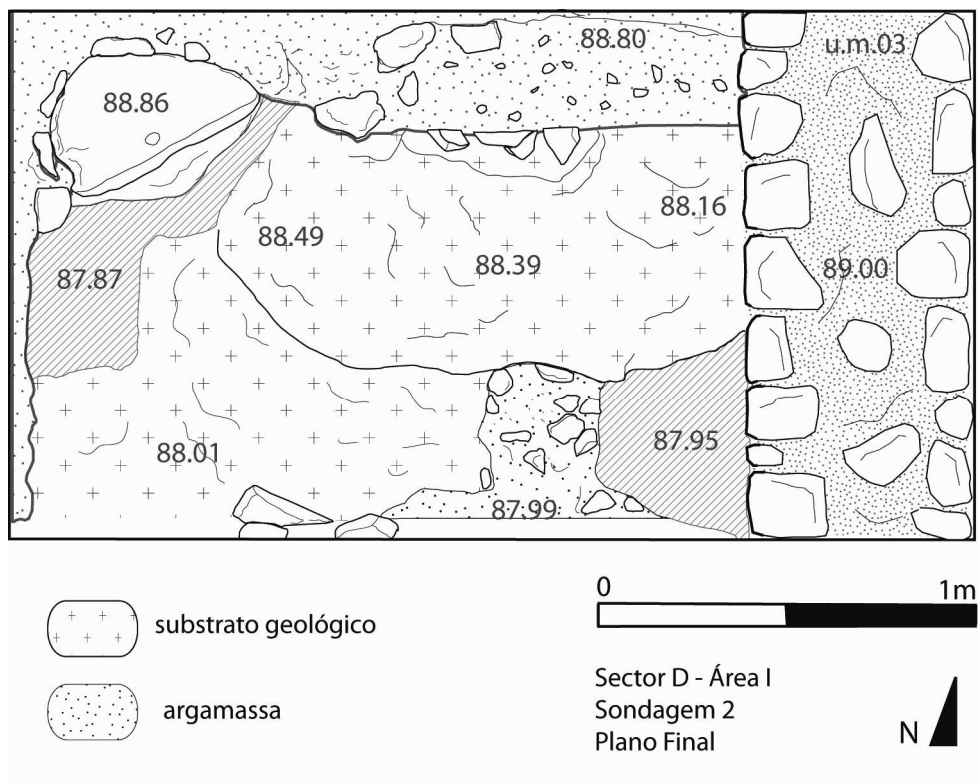 88.80
u.m.03
88.86
88.16
88.49
88.39
89.00
87.87
88.01
87.95
87.99
substrato geológico
argamassa
0 1m
Sector D - Área I
Sondagem 2
Plano Final
N